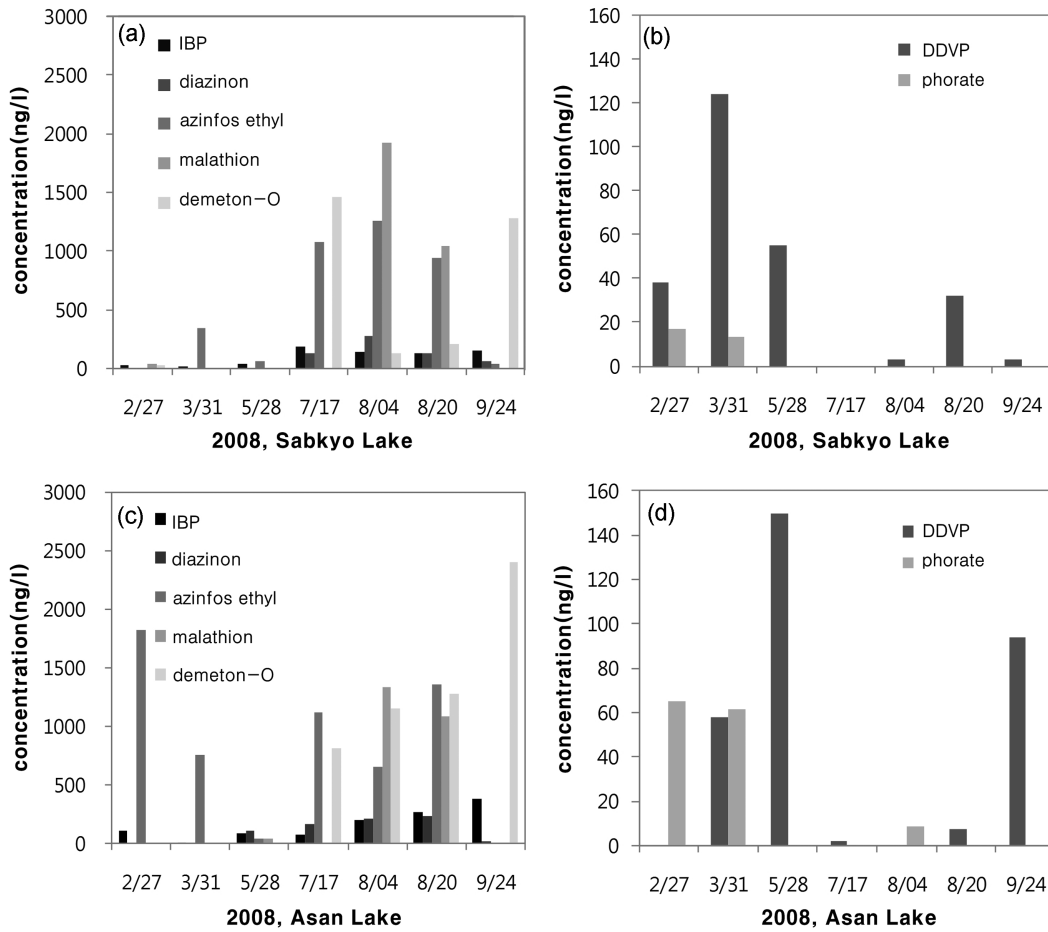 (a)
concentration(ng/l)
3000
2500
2000
1500
1000
500
0
IBP
diazinon
azinfos ethyl
malathion
demeton-O
2/27 3/31 5/28 7/17 8/04 8/20 9/24
2008, Sabkyo Lake
(b)
concentration(ng/l)
160
140
120
100
80
60
40
20
0
DDVP
phorate
2/27 3/31 5/28 7/17 8/04 8/20 9/24
2008, Sabkyo Lake
(c)
concentration(ng/l)
3000
2500
2000
1500
1000
500
0
IBP
diazinon
azinfos ethyl
malathion
demeton-O
2/27 3/31 5/28 7/17 8/04 8/20 9/24
2008, Asan Lake
(d)
concentration(ng/l)
160
140
120
100
80
60
40
20
0
DDVP
phorate
2/27 3/31 5/28 7/17 8/04 8/20 9/24
2008, Asan Lake